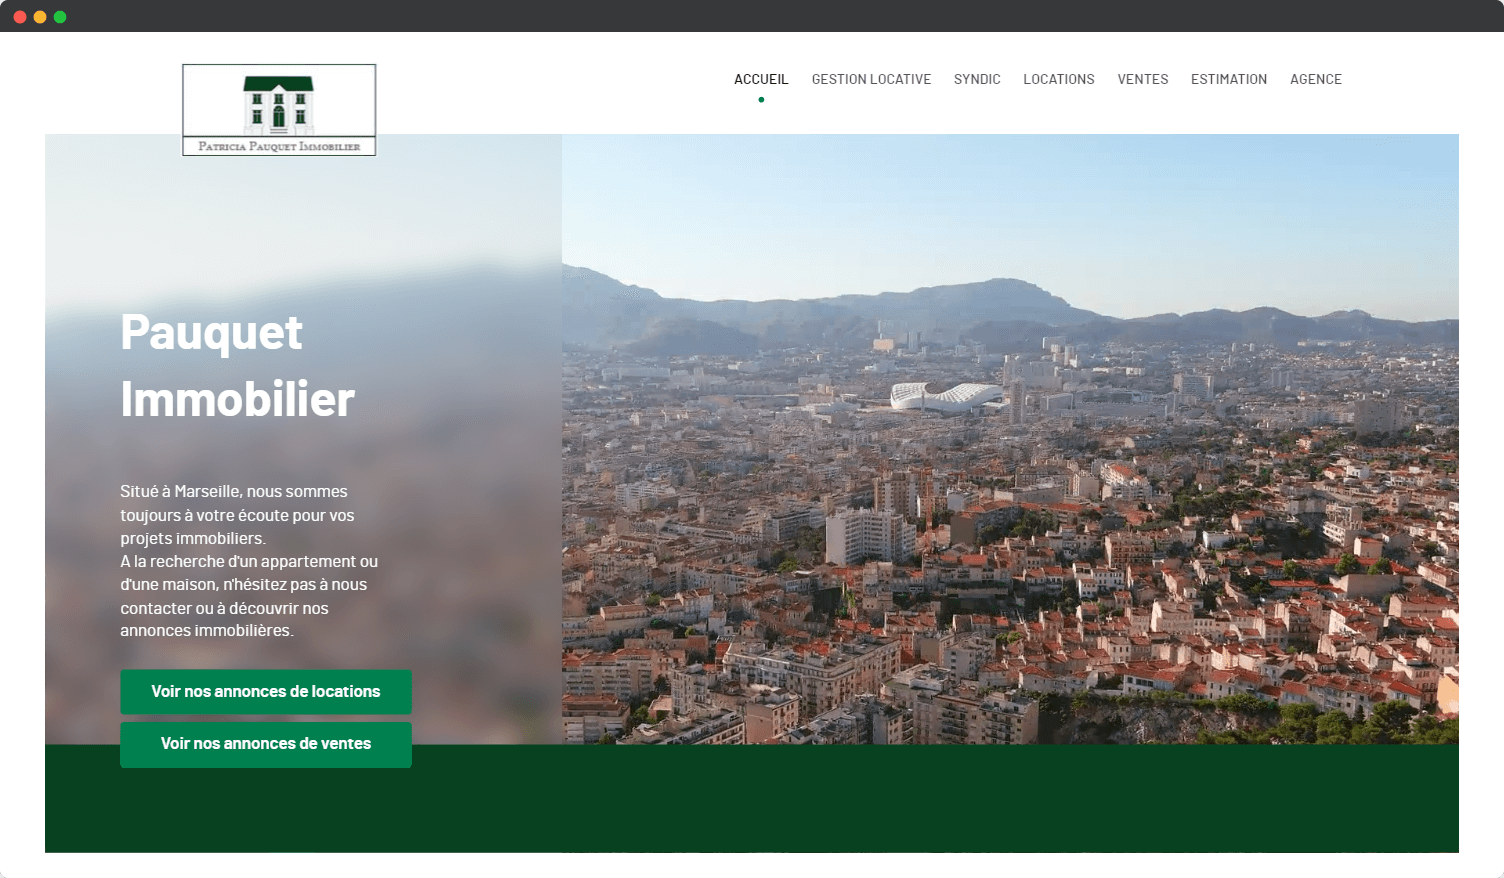 ACCUEIL GESTION LOCATIVE SYNDIC LOCATIONS VENTES ESTIMATION AGENCE
Patricia Pauquet Immobilier
Pauquet
Immobilier
Situé à Marseille, nous sommes
toujours à votre écoute pour vos
projets immobiliers.
A la recherche d'un appartement ou
d'une maison, n'hésitez pas à nous
contacter ou à découvrir nos
annonces immobilières.
Voir nos annonces de locations
Voir nos annonces de ventes